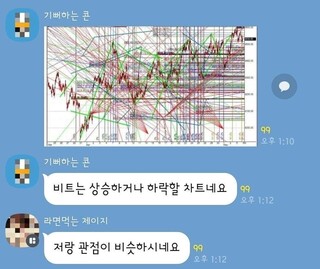 기뻐하는 콘
99
오후 1:10
기뻐하는 콘
비트는 상승하거나 하락할 차트네요
99
오후 1:12
라면먹는 제이지
저랑 관점이 비슷하시네요
99
오후 1:12